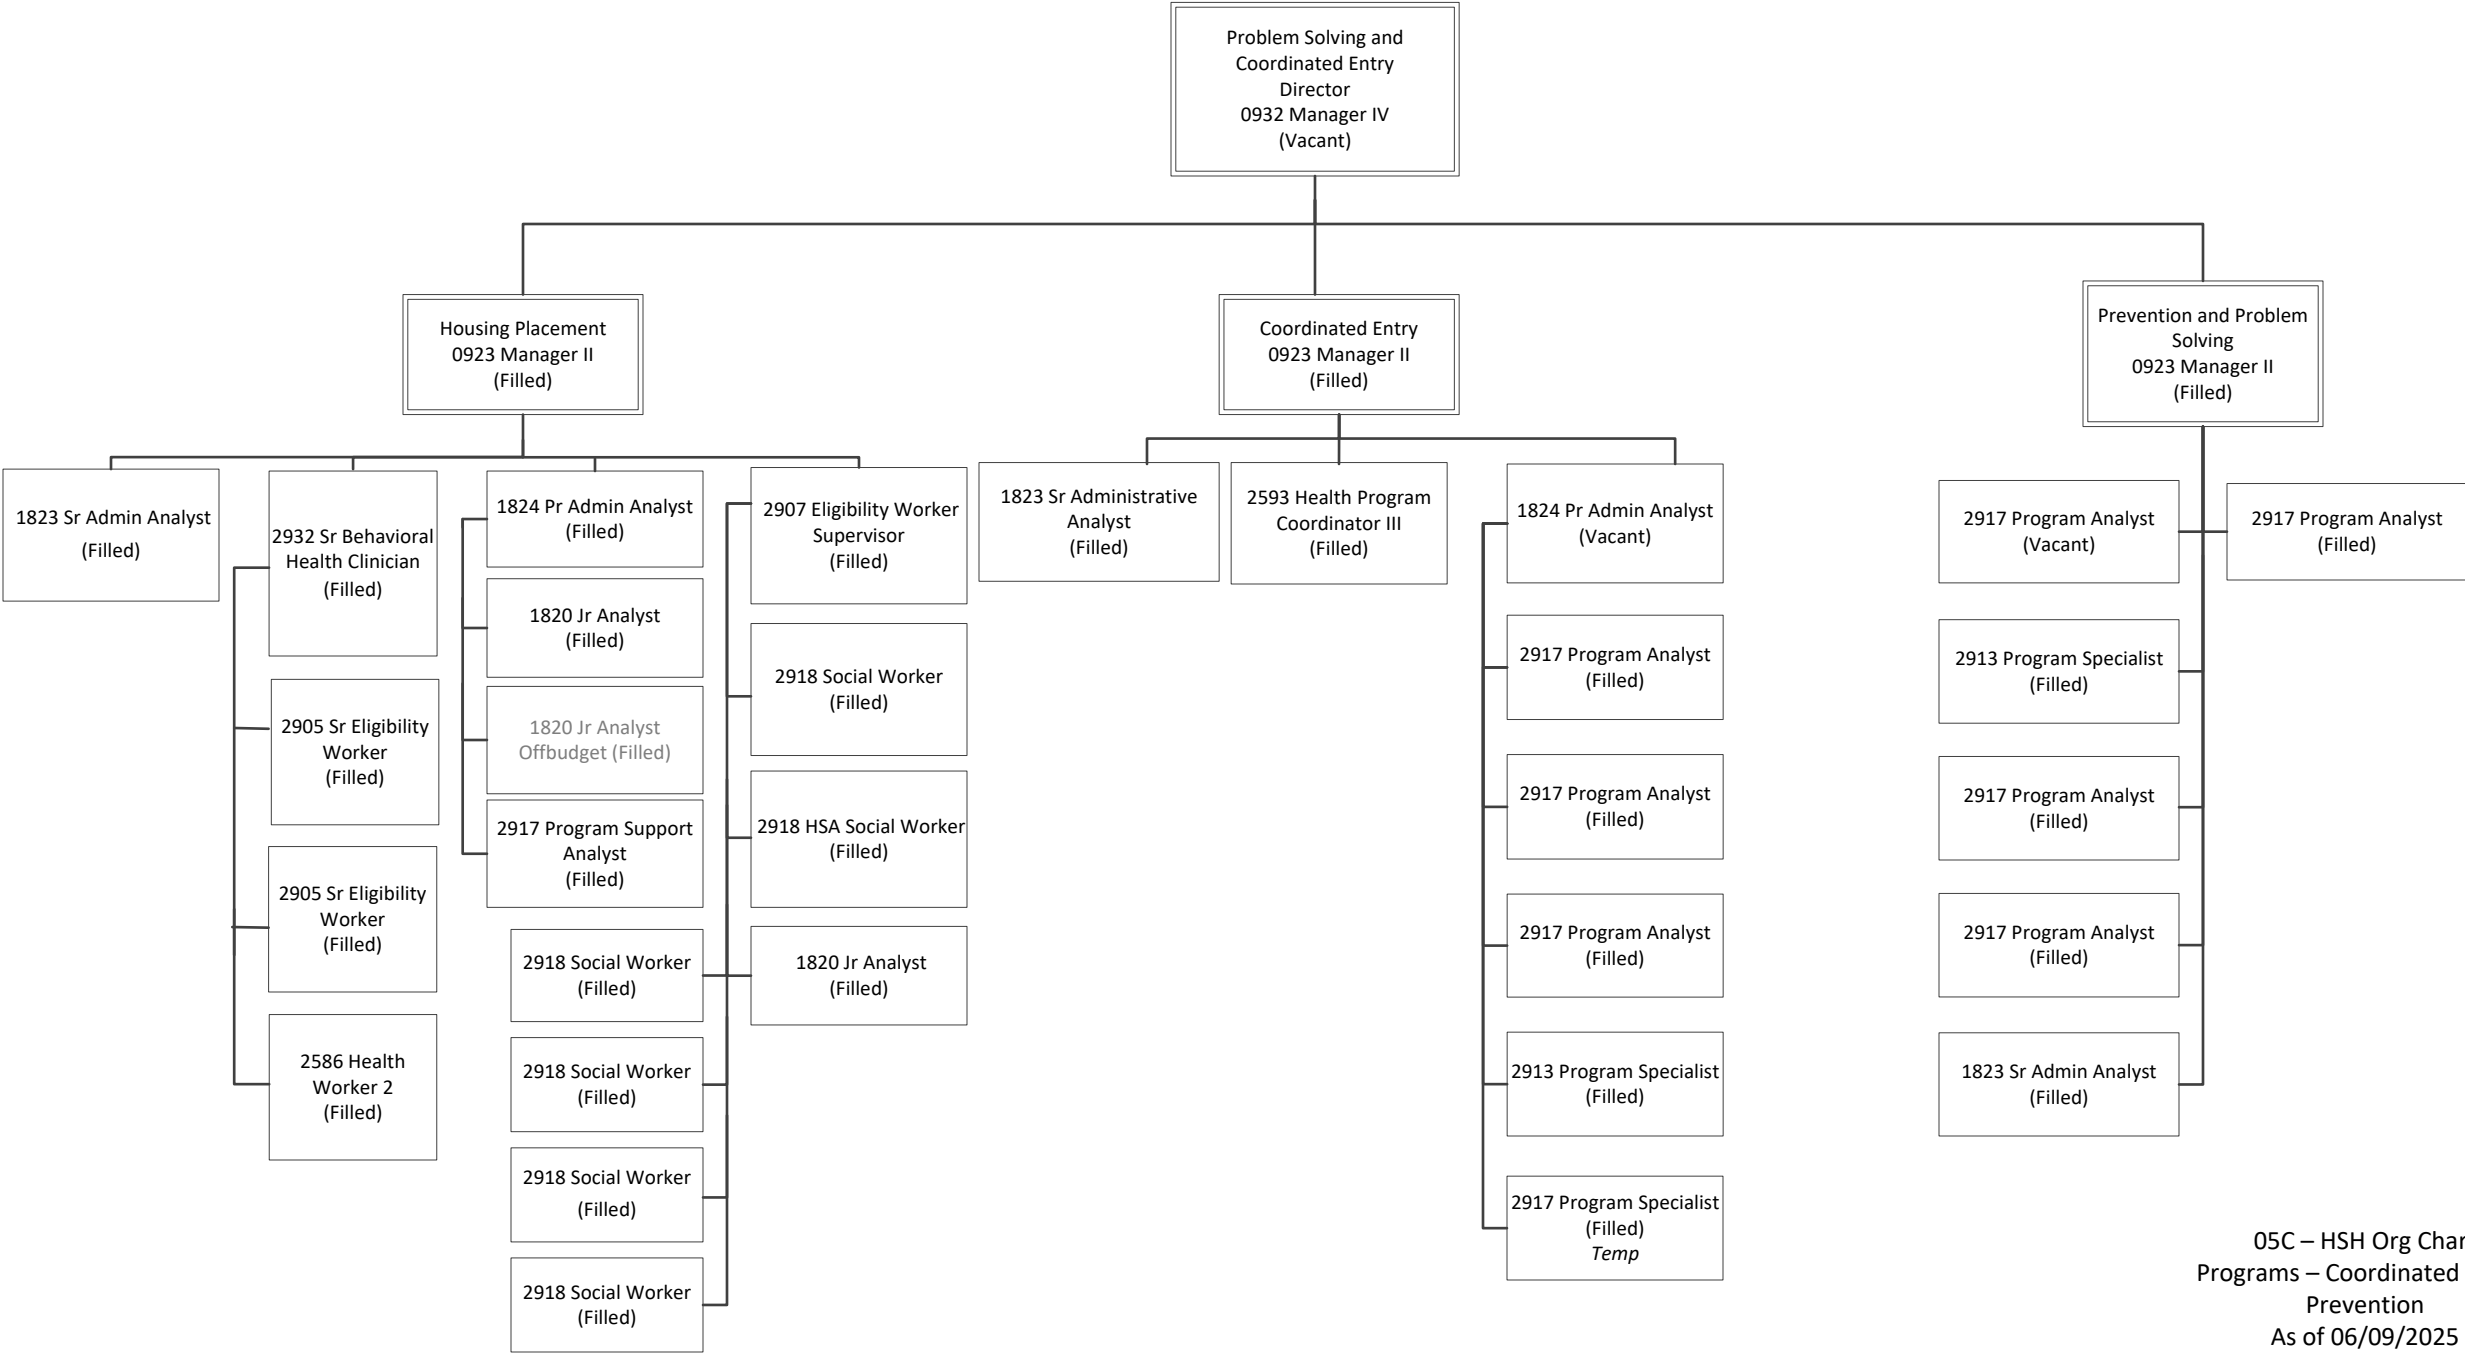 Problem Solving and
Coordinated Entry
Director
0932 Manager IV
(Vacant)
Housing Placement
0923 Manager II
(Filled)
Coordinated Entry
0923 Manager II
(Filled)
Prevention and Problem
Solving
0923 Manager II
(Filled)
1823 Sr Admin Analyst
(Filled)
2932 Sr Behavioral
Health Clinician
(Filled)
2905 Sr Eligibility
Worker
(Filled)
2905 Sr Eligibility
Worker
(Filled)
2586 Health
Worker 2
(Filled)
1824 Pr Admin Analyst
(Filled)
1820 Jr Analyst
(Filled)
1820 Jr Analyst
Offbudget (Filled)
2917 Program Support
Analyst
(Filled)
2907 Eligibility Worker
Supervisor
(Filled)
2918 Social Worker
(Filled)
2918 HSA Social Worker
(Filled)
1820 Jr Analyst
(Filled)
2918 Social Worker
(Filled)
2918 Social Worker
(Filled)
2918 Social Worker
(Filled)
2918 Social Worker
(Filled)
1823 Sr Administrative
Analyst
(Filled)
2593 Health Program
Coordinator III
(Filled)
1824 Pr Admin Analyst
(Vacant)
2917 Program Analyst
(Filled)
2917 Program Analyst
(Filled)
2917 Program Analyst
(Filled)
2913 Program Specialist
(Filled)
2917 Program Specialist
(Filled)
Temp
2917 Program Analyst
(Vacant)
2917 Program Analyst
(Filled)
2913 Program Specialist
(Filled)
2917 Program Analyst
(Filled)
2917 Program Analyst
(Filled)
1823 Sr Admin Analyst
(Filled)
05C – HSH Org Char
Programs – Coordinated
Prevention
As of 06/09/2025